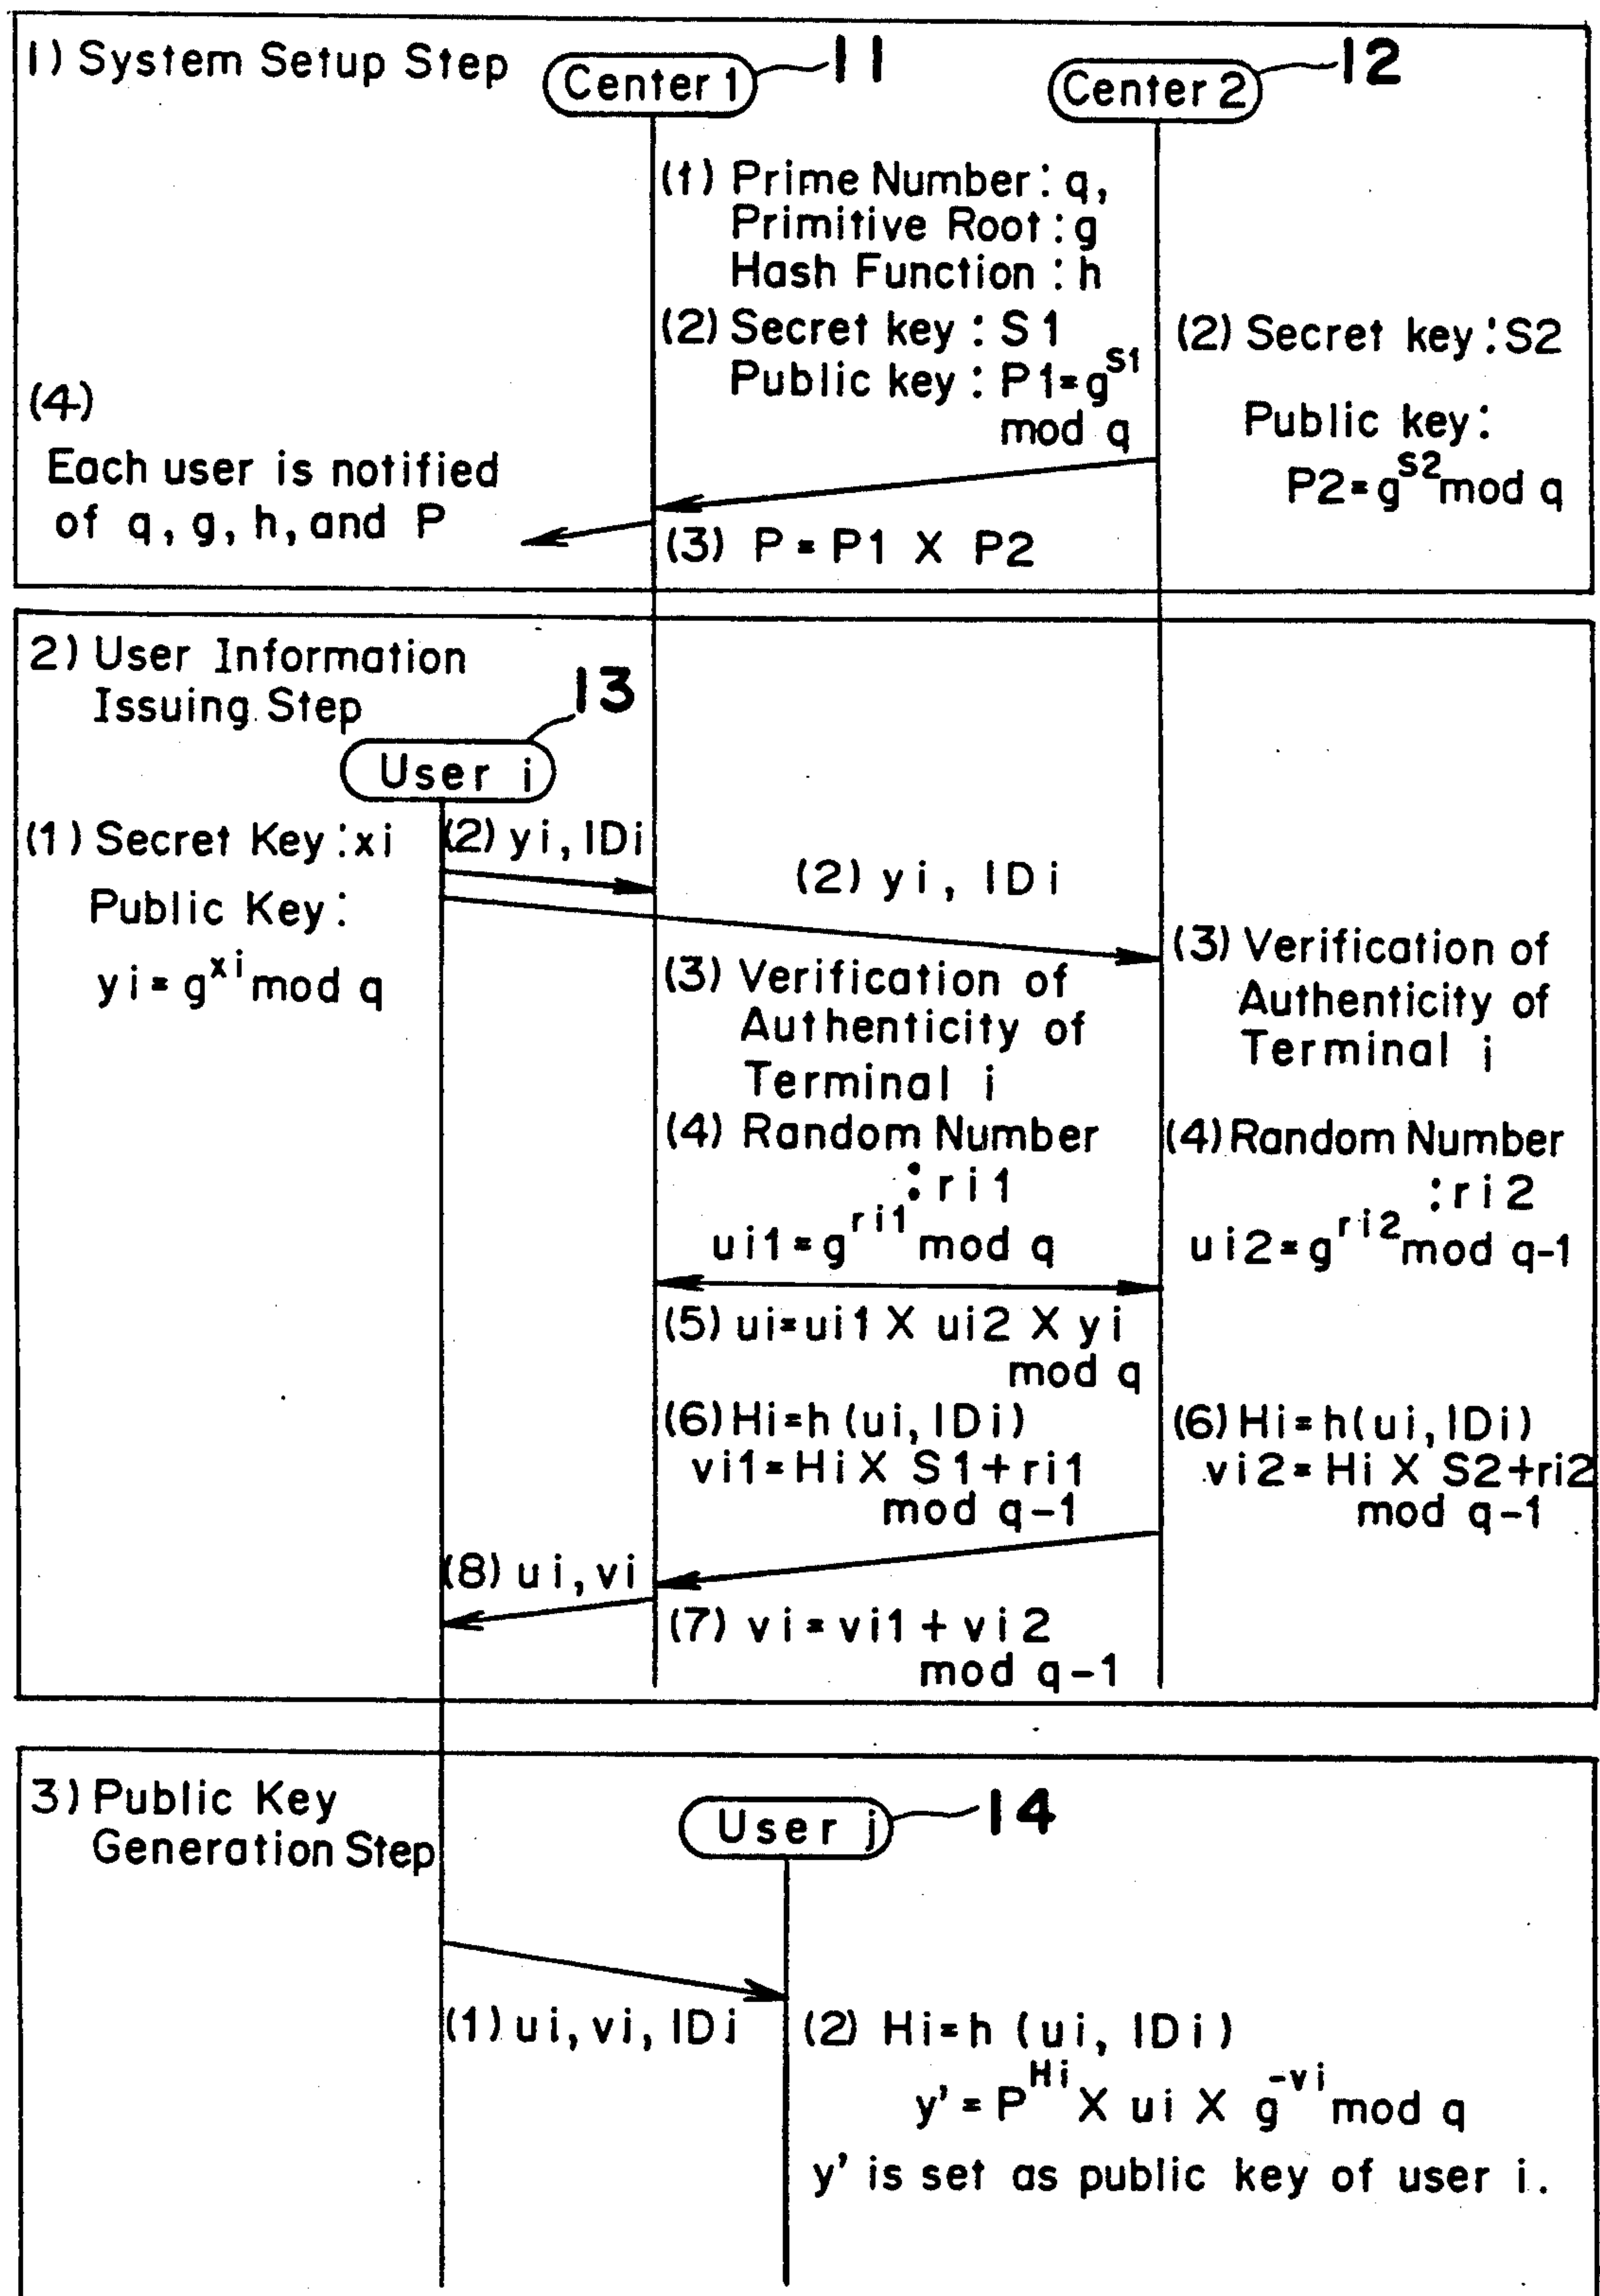 1) System Setup Step
Center 1
11
Center 2
12
(1) Prime Number: q,
Primitive Root: g
Hash Function: h
(2) Secret key: S1
Public key: P1=g^S1
mod q
(2) Secret key: S2
Public key:
P2=g^S2 mod q
(4)
Each user is notified
of q, g, h, and P
(3) P = P1 X P2
2) User Information
Issuing Step
13
User i
(1) Secret Key: xi
Public Key:
yi=g^xi mod q
(2) yi, IDi
(2) yi, IDi
(3) Verification of
Authenticity of
Terminal i
(3) Verification of
Authenticity of
Terminal i
(4) Random Number
: ri1
ui1=g^ri1 mod q
(4) Random Number
: ri2
ui2=g^ri2 mod q-1
(5) ui=ui1 X ui2 X yi
mod q
(6) Hi=h(ui, IDi)
vi1=Hi X S1+ri1
mod q-1
(6) Hi=h(ui, IDi)
vi2=Hi X S2+ri2
mod q-1
(8) ui, vi
(7) vi=vi1 + vi2
mod q-1
3) Public Key
Generation Step
User j
14
(1) ui, vi, IDi
(2) Hi=h (ui, IDi)
y'=P^Hi X ui X g^-vi mod q
y' is set as public key of user i.